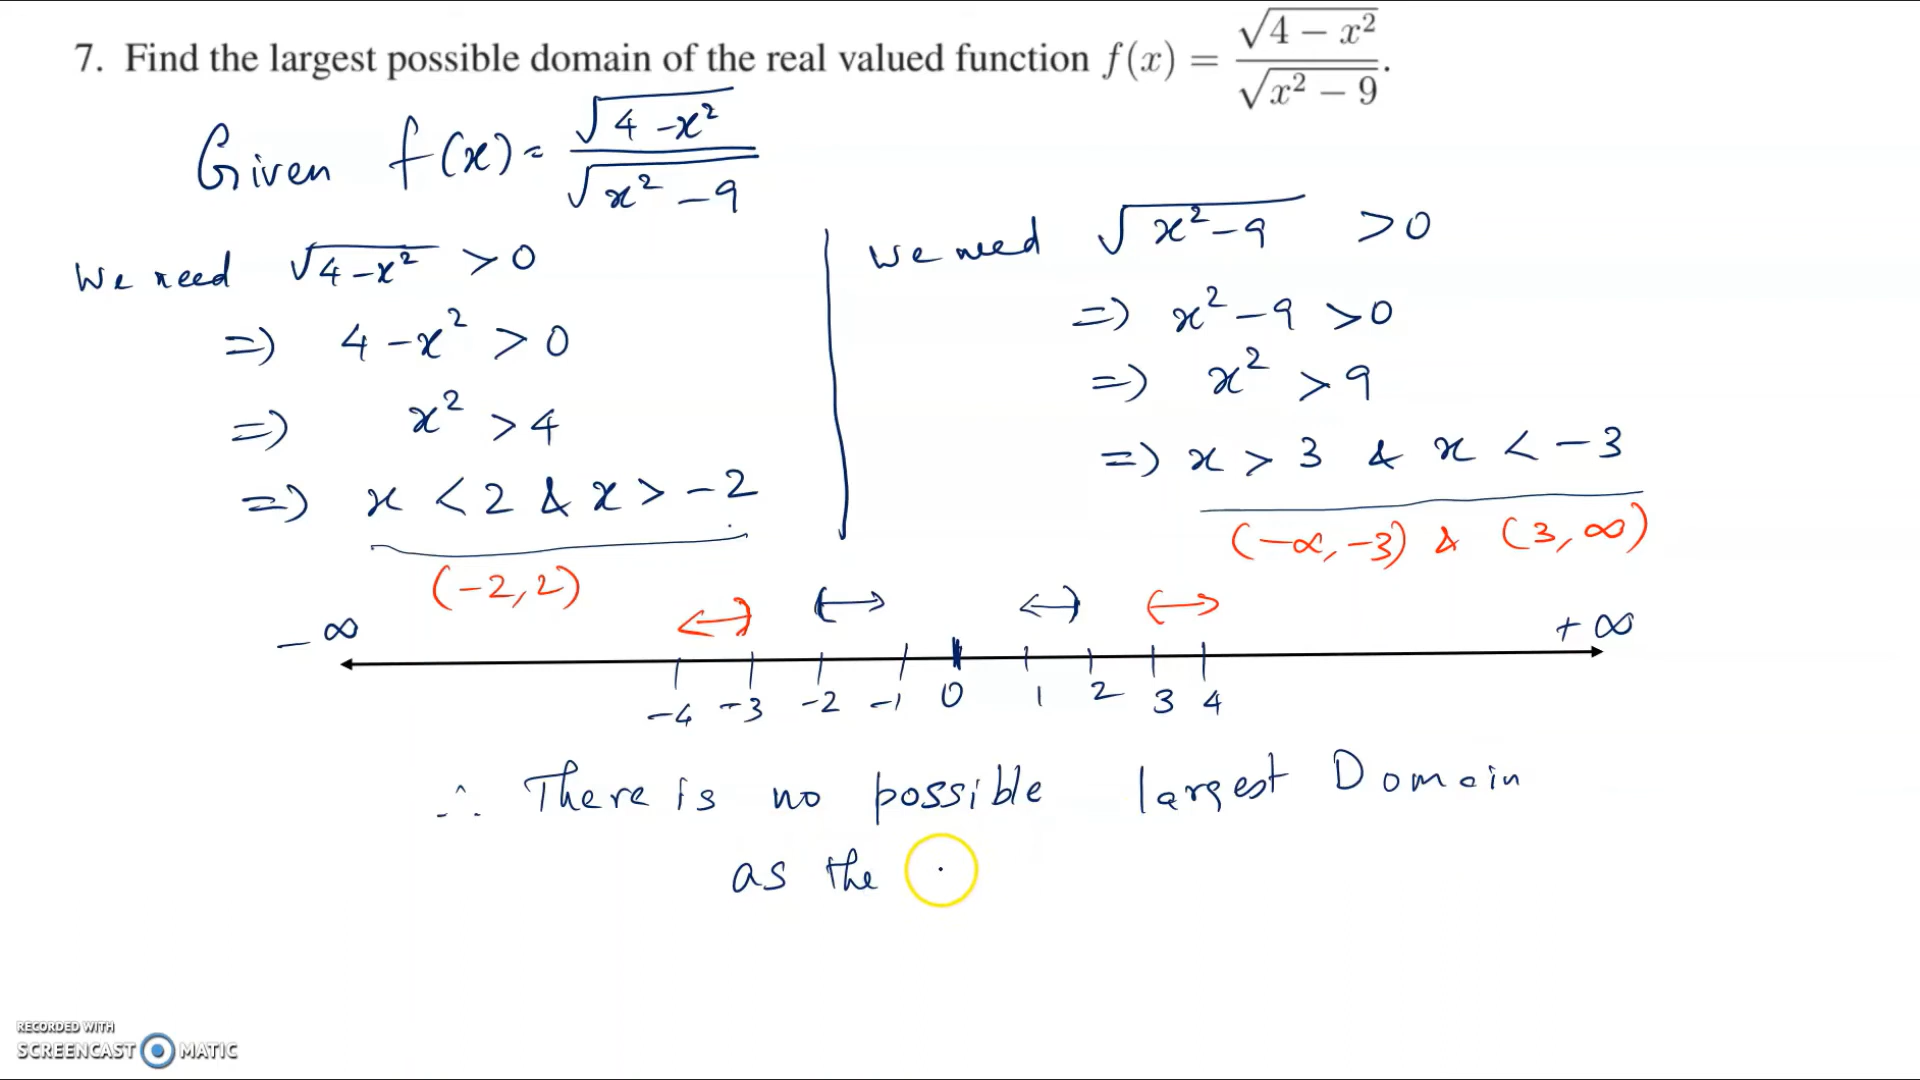 7. Find the largest possible domain of the real valued function f(x) = √(4 − x²) / √(x² − 9).
Given f(x) = √(4 − x²) / √(x² − 9)
We need √(4 − x²) > 0
⇒ 4 − x² > 0
⇒ x² > 4
⇒ x < 2 & x > −2
(−2, 2)
We need √(x² − 9) > 0
⇒ x² − 9 > 0
⇒ x² > 9
⇒ x > 3 & x < −3
(−∞, −3) & (3, ∞)
−∞ +∞
−4 −3 −2 −1 0 1 2 3 4
∴ There is no possible largest Domain
as the
RECORDED WITH
SCREENCAST MATIC